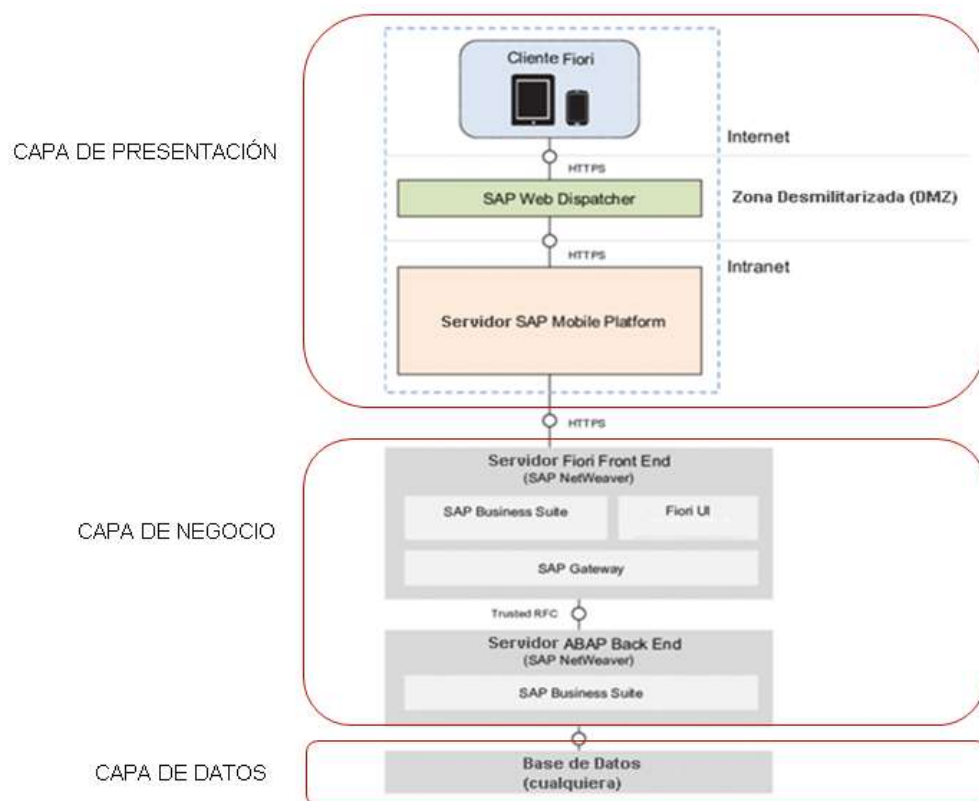 Cliente Fiori
CAPA DE PRESENTACIÓN
Internet
HTTPS
SAP Web Dispatcher
Zona Desmilitarizada (DMZ)
HTTPS
Intranet
Servidor SAP Mobile Platform
HTTPS
Servidor Fiori Front End
(SAP NetWeaver)
SAP Business Suite
Fiori UI
CAPA DE NEGOCIO
SAP Gateway
Trusted RFC
Servidor ABAP Back End
(SAP NetWeaver)
SAP Business Suite
CAPA DE DATOS
Base de Datos
(cualquiera)